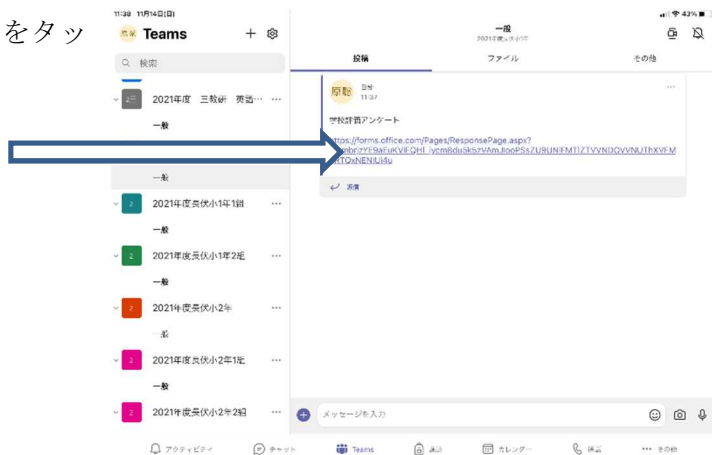 をタッ
11:38 11月14日(日)
43%
Teams
検索
2021年度 三教研 英語… …
一般
一般
2021年度長伏小1年1組 …
一般
2021年度長伏小1年2組 …
一般
2021年度長伏小2年 …
一般
2021年度長伏小2年1組 …
一般
2021年度長伏小2年2組 …
一般
投稿 ファイル その他
原聡 自分
11:37
学校評価アンケート
https://forms.office.com/Pages/ResponsePage.aspx?
返信
メッセージを入力
アクティビティ チャット Teams 課題 カレンダー 通話 その他